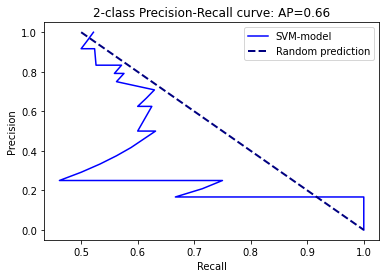 2-class Precision-Recall curve: AP=0.66
SVM-model
Random prediction
Precision
1.0
0.8
0.6
0.4
0.2
0.0
0.5 0.6 0.7 0.8 0.9 1.0
Recall